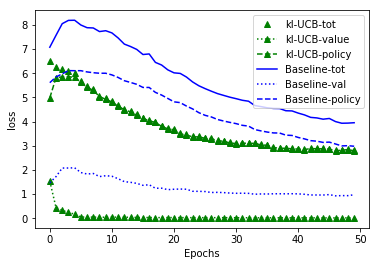 8
7
6
5
4
3
2
1
0
loss
0
10
20
30
40
50
Epochs
kl-UCB-tot
kl-UCB-value
kl-UCB-policy
Baseline-tot
Baseline-val
Baseline-policy